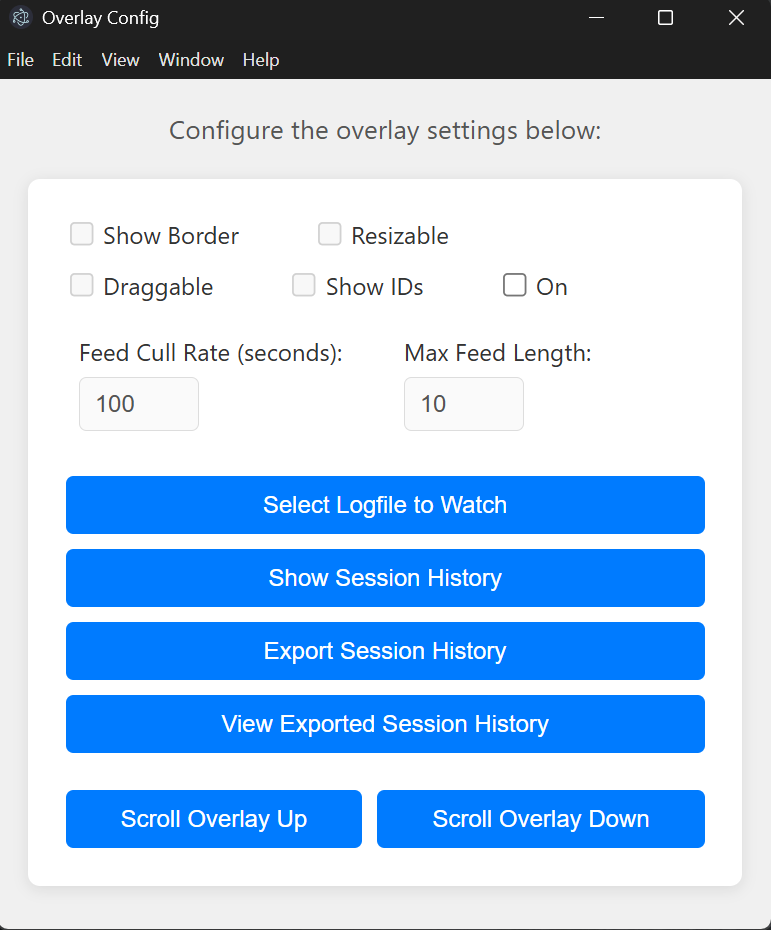 Overlay Config
File Edit View Window Help
Configure the overlay settings below:
Show Border Resizable
Draggable Show IDs On
Feed Cull Rate (seconds): Max Feed Length:
100 10
Select Logfile to Watch
Show Session History
Export Session History
View Exported Session History
Scroll Overlay Up Scroll Overlay Down